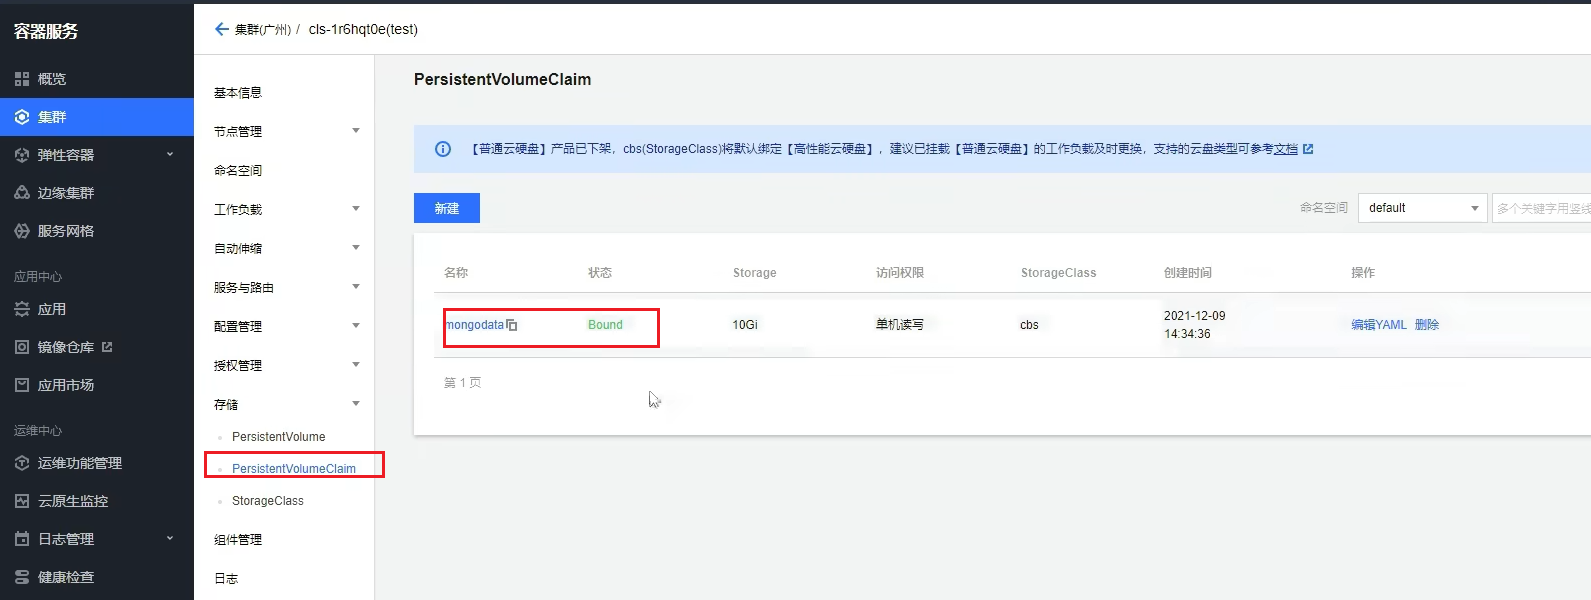 容器服务
概览
集群
弹性容器
边缘集群
服务网格
应用中心
应用
镜像仓库
应用市场
运维中心
运维功能管理
云原生监控
日志管理
健康检查
集群(广州) / cls-1r6hqt0e(test)
基本信息
节点管理
命名空间
工作负载
自动伸缩
服务与路由
配置管理
授权管理
存储
PersistentVolume
PersistentVolumeClaim
StorageClass
组件管理
日志
PersistentVolumeClaim
【普通云硬盘】产品已下架，cbs(StorageClass)将默认绑定【高性能云硬盘】，建议已挂载【普通云硬盘】的工作负载及时更换，支持的云盘类型可参考文档
新建
命名空间 default 多个关键字用竖线
名称 状态 Storage 访问权限 StorageClass 创建时间 操作
mongodata Bound 10Gi 单机读写 cbs 2021-12-09 14:34:36 编辑YAML 删除
第 1 页